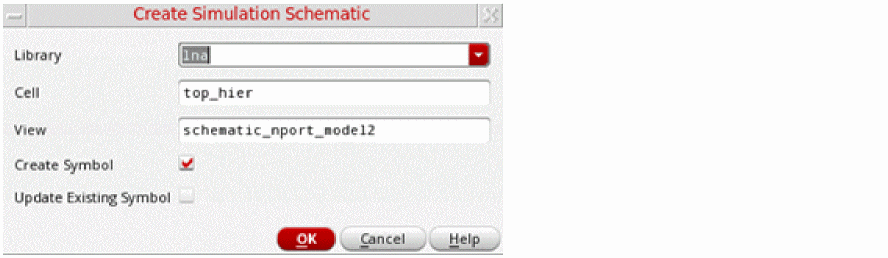 Create Simulation Schematic
Library lna
Cell top_hier
View schematic_nport_model2
Create Symbol
Update Existing Symbol
OK Cancel Help